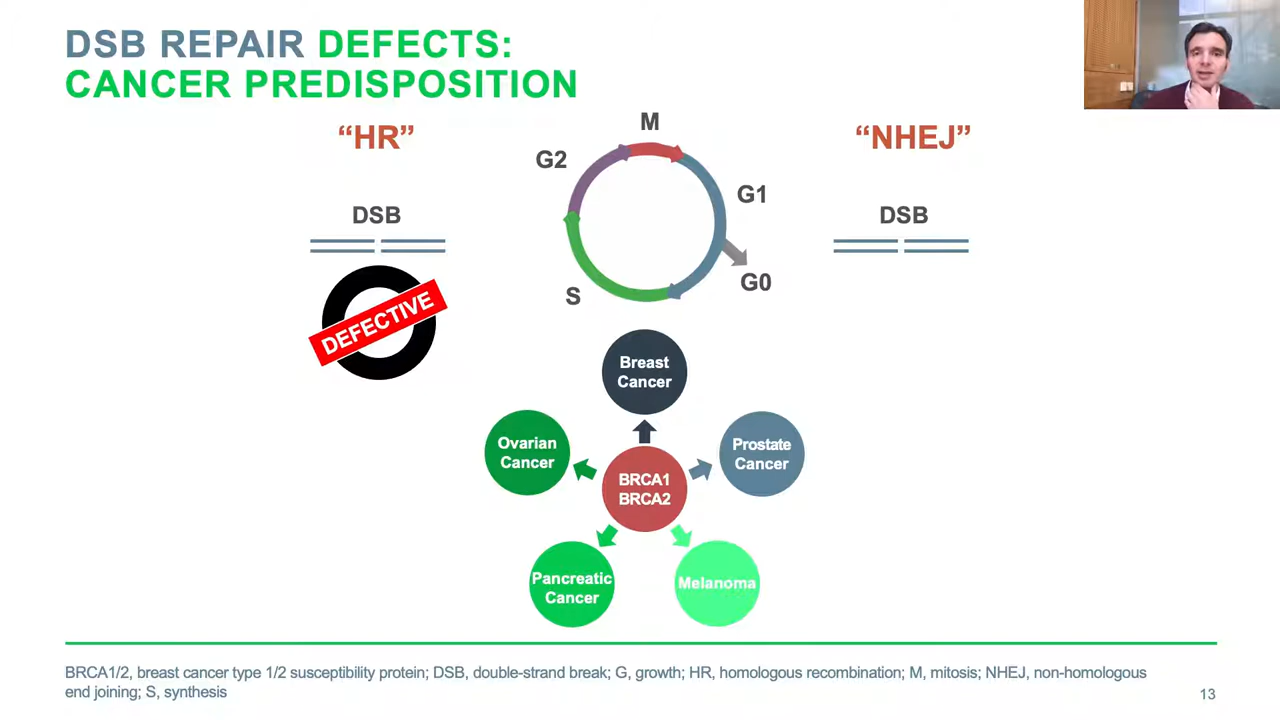 DSB REPAIR DEFECTS:
CANCER PREDISPOSITION
“HR”
DSB
DEFECTIVE
M
G2
G1
G0
S
“NHEJ”
DSB
Breast
Cancer
Ovarian
Cancer
Prostate
Cancer
BRCA1
BRCA2
Pancreatic
Cancer
Melanoma
BRCA1/2, breast cancer type 1/2 susceptibility protein; DSB, double-strand break; G, growth; HR, homologous recombination; M, mitosis; NHEJ, non-homologous
end joining; S, synthesis
13